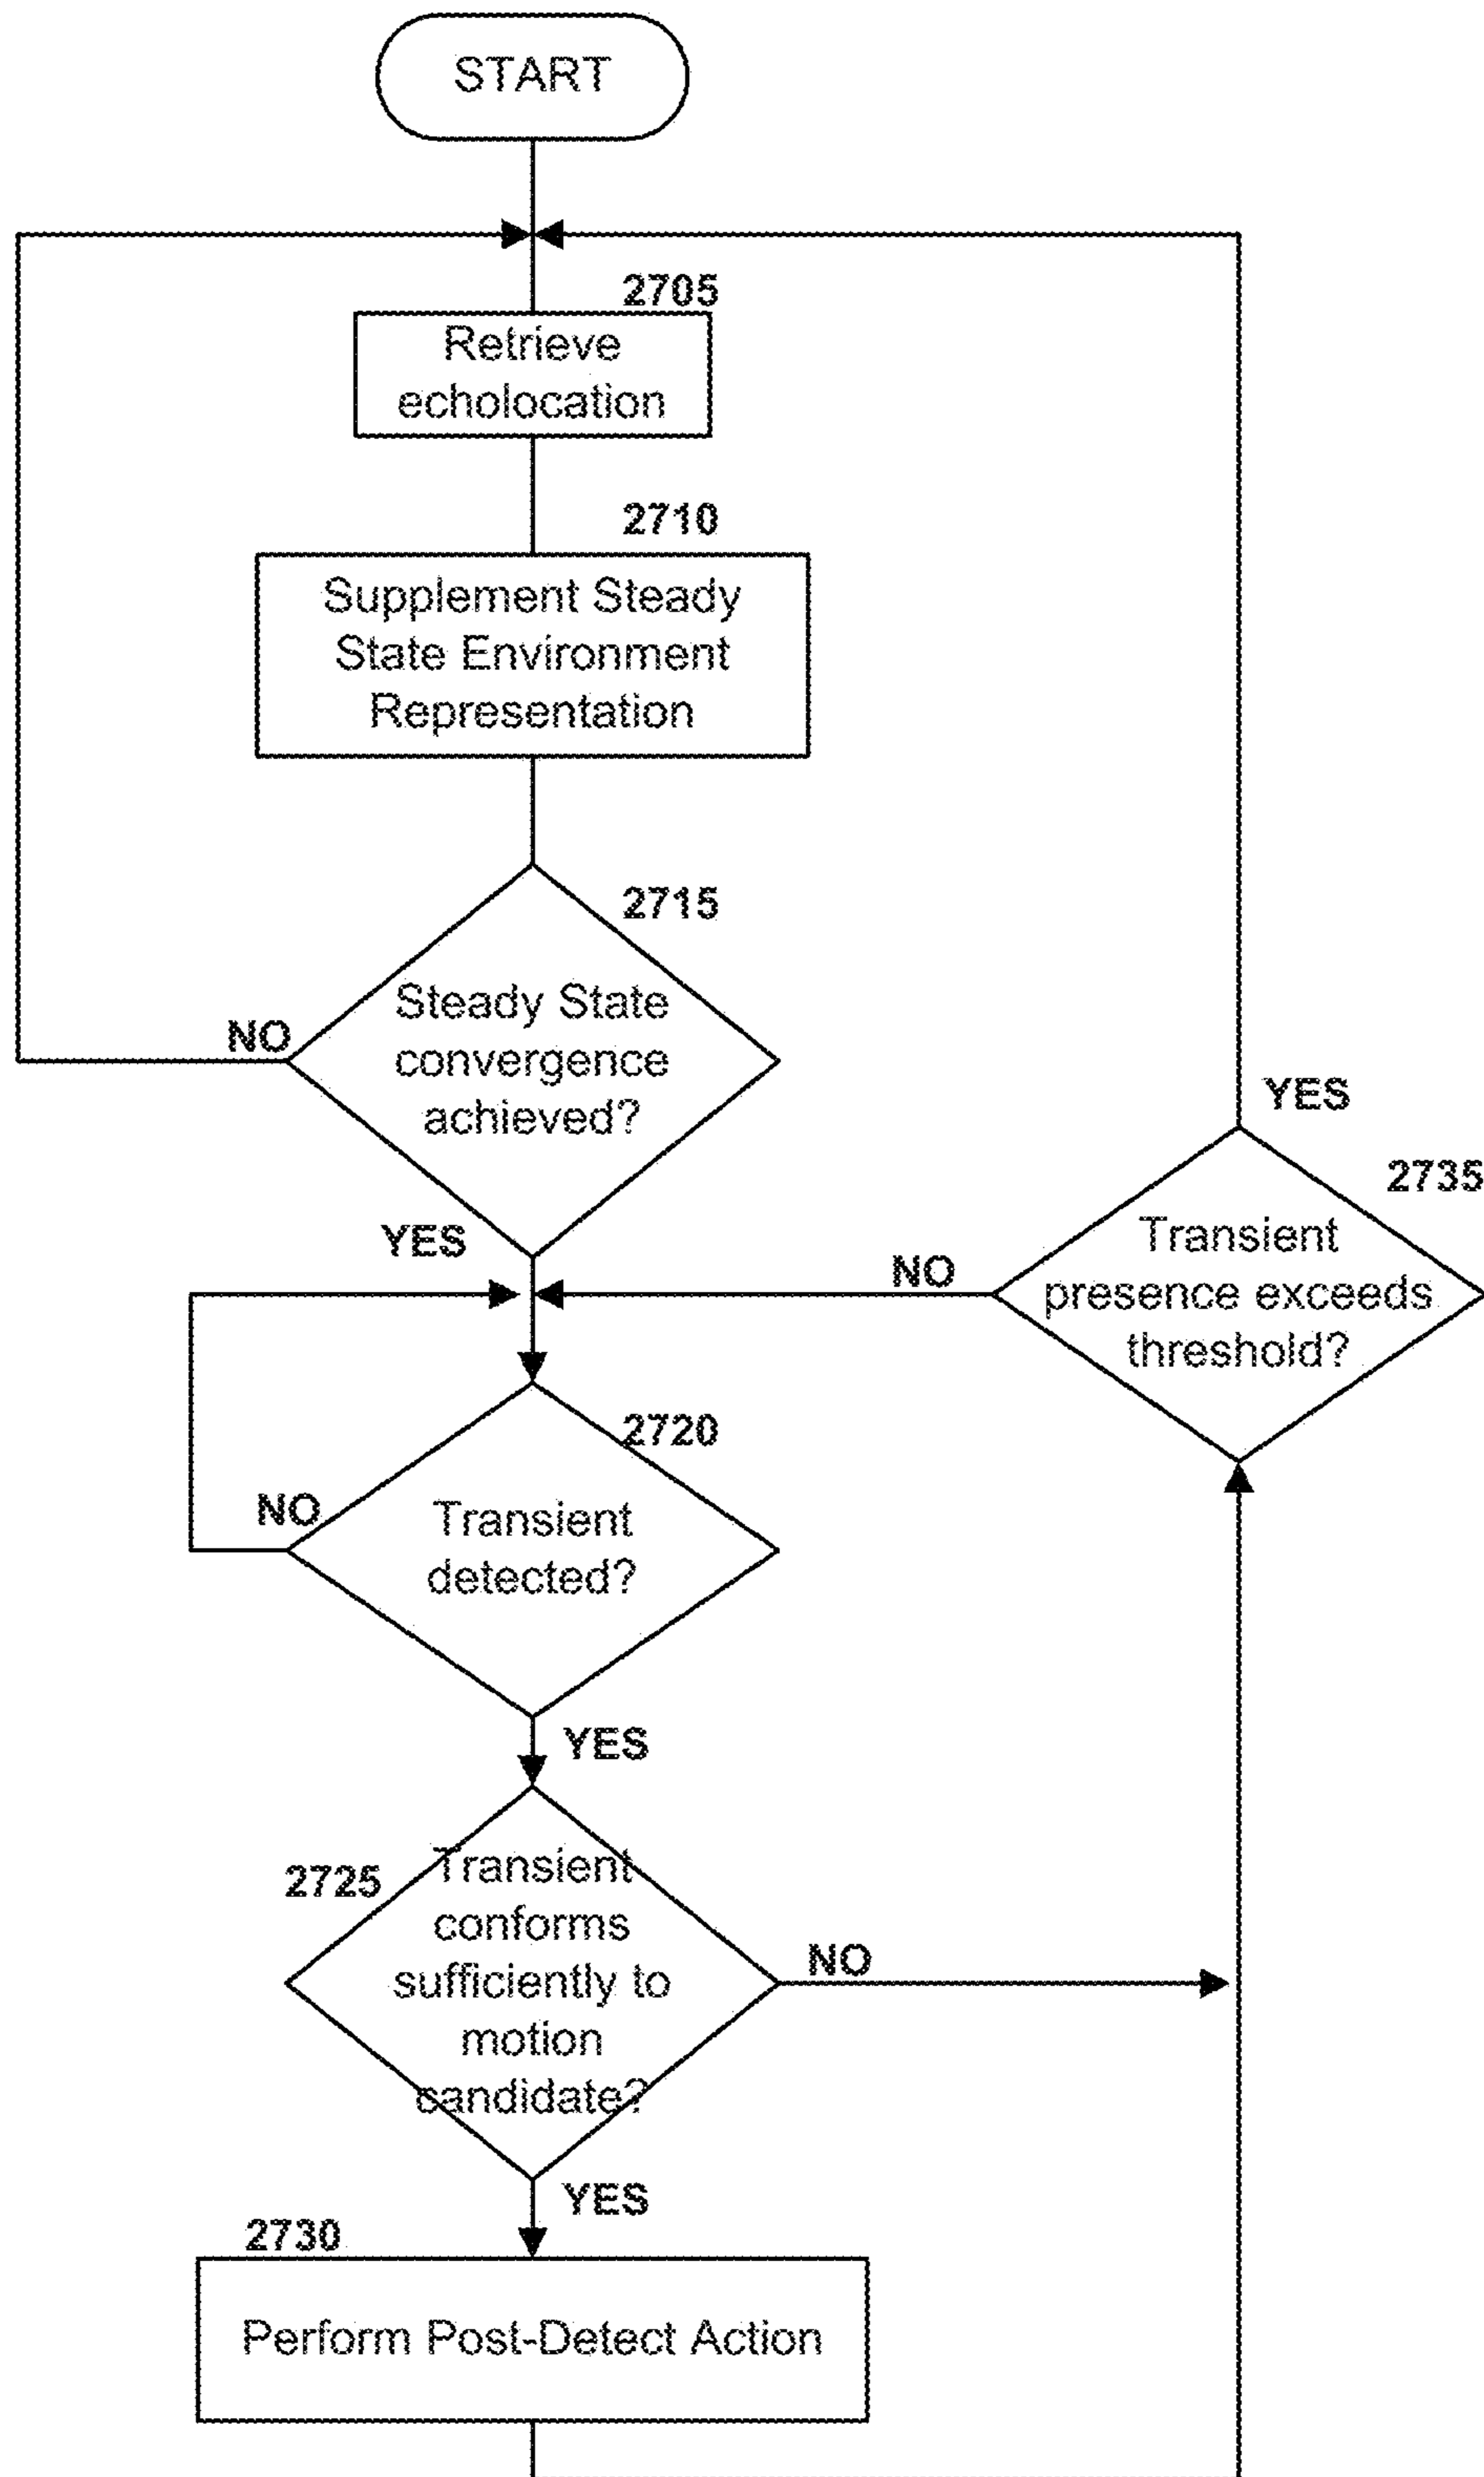 START
2705
Retrieve
echolocation
2710
Supplement Steady
State Environment
Representation
2715
Steady State
convergence
achieved?
NO
YES
YES
2735
Transient
presence exceeds
threshold?
NO
2720
Transient
detected?
NO
YES
2725
Transient
conforms
sufficiently to
motion
candidate?
NO
YES
2730
Perform Post-Detect Action